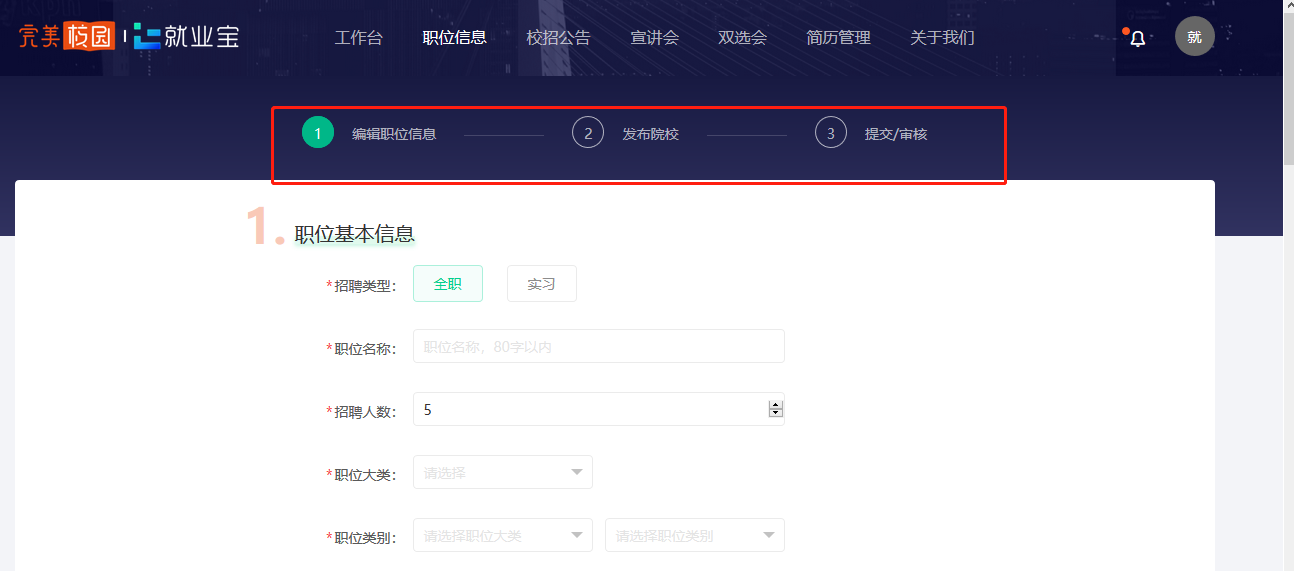 完美校园 | 就业宝 工作台 职位信息 校招公告 宣讲会 双选会 简历管理 关于我们 就
1 编辑职位信息 2 发布院校 3 提交/审核
1. 职位基本信息
*招聘类型： 全职 实习
*职位名称： 职位名称，80字以内
*招聘人数： 5
*职位大类： 请选择
*职位类别： 请选择职位大类 请选择职位类别